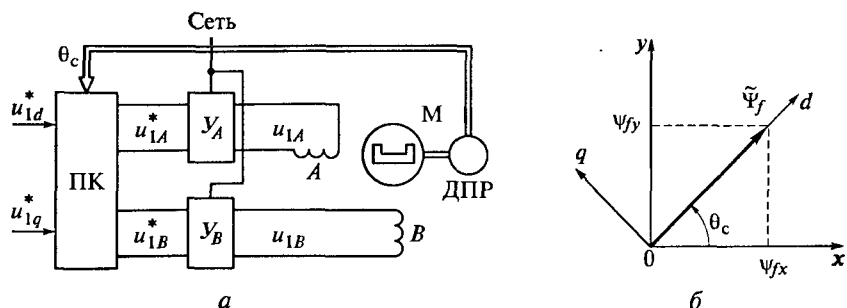 Сеть
θc
u*1d
u*1A
УA
u1A
A
М
ПК
ДПР
u*1q
u*1B
УB
u1B
B
а
y
Ψ̃f
d
ψfy
q
θc
0
ψfx
x
б